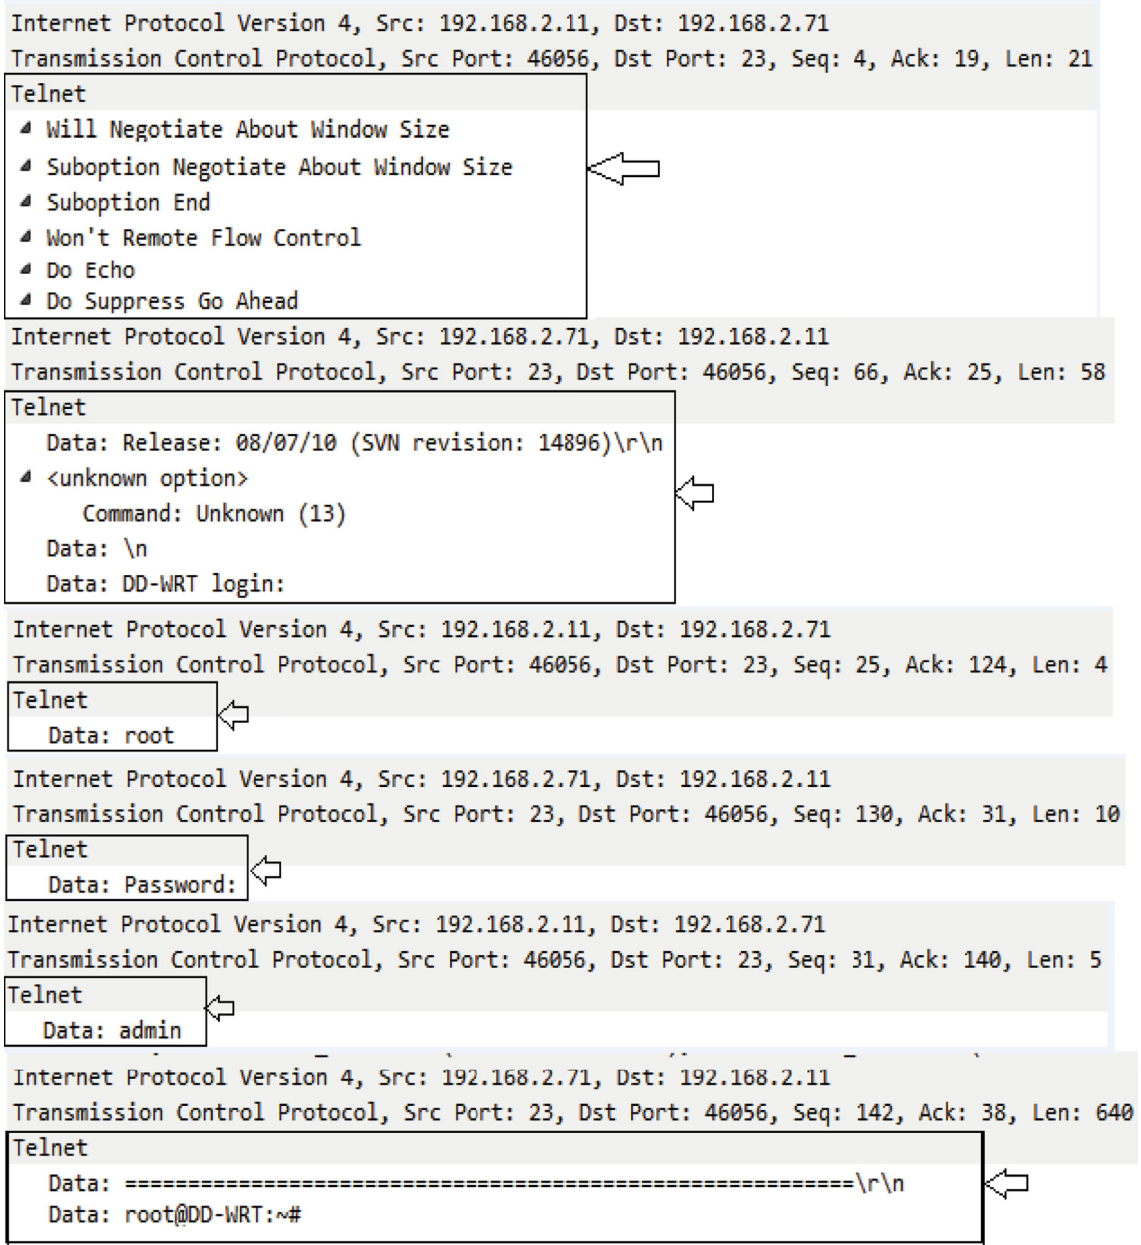 Internet Protocol Version 4, Src: 192.168.2.11, Dst: 192.168.2.71
Transmission Control Protocol, Src Port: 46056, Dst Port: 23, Seq: 4, Ack: 19, Len: 21
Telnet
Will Negotiate About Window Size
Suboption Negotiate About Window Size
Suboption End
Won't Remote Flow Control
Do Echo
Do Suppress Go Ahead
Internet Protocol Version 4, Src: 192.168.2.71, Dst: 192.168.2.11
Transmission Control Protocol, Src Port: 23, Dst Port: 46056, Seq: 66, Ack: 25, Len: 58
Telnet
Data: Release: 08/07/10 (SVN revision: 14896)\r\n
<unknown option>
Command: Unknown (13)
Data: \n
Data: DD-WRT login:
Internet Protocol Version 4, Src: 192.168.2.11, Dst: 192.168.2.71
Transmission Control Protocol, Src Port: 46056, Dst Port: 23, Seq: 25, Ack: 124, Len: 4
Telnet
Data: root
Internet Protocol Version 4, Src: 192.168.2.71, Dst: 192.168.2.11
Transmission Control Protocol, Src Port: 23, Dst Port: 46056, Seq: 130, Ack: 31, Len: 10
Telnet
Data: Password:
Internet Protocol Version 4, Src: 192.168.2.11, Dst: 192.168.2.71
Transmission Control Protocol, Src Port: 46056, Dst Port: 23, Seq: 31, Ack: 140, Len: 5
Telnet
Data: admin
Internet Protocol Version 4, Src: 192.168.2.71, Dst: 192.168.2.11
Transmission Control Protocol, Src Port: 23, Dst Port: 46056, Seq: 142, Ack: 38, Len: 640
Telnet
Data: ==========================================================\r\n
Data: root@DD-WRT:~#